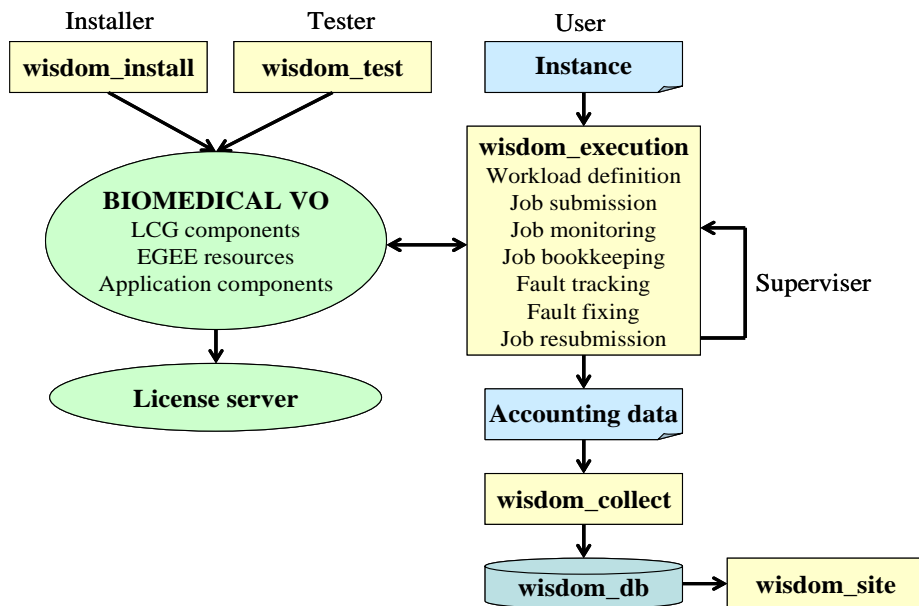 Installer
Tester
User
wisdom_install
wisdom_test
Instance
wisdom_execution
Workload definition
Job submission
Job monitoring
Job bookkeeping
Fault tracking
Fault fixing
Job resubmission
BIOMEDICAL VO
LCG components
EGEE resources
Application components
Superviser
License server
Accounting data
wisdom_collect
wisdom_db
wisdom_site